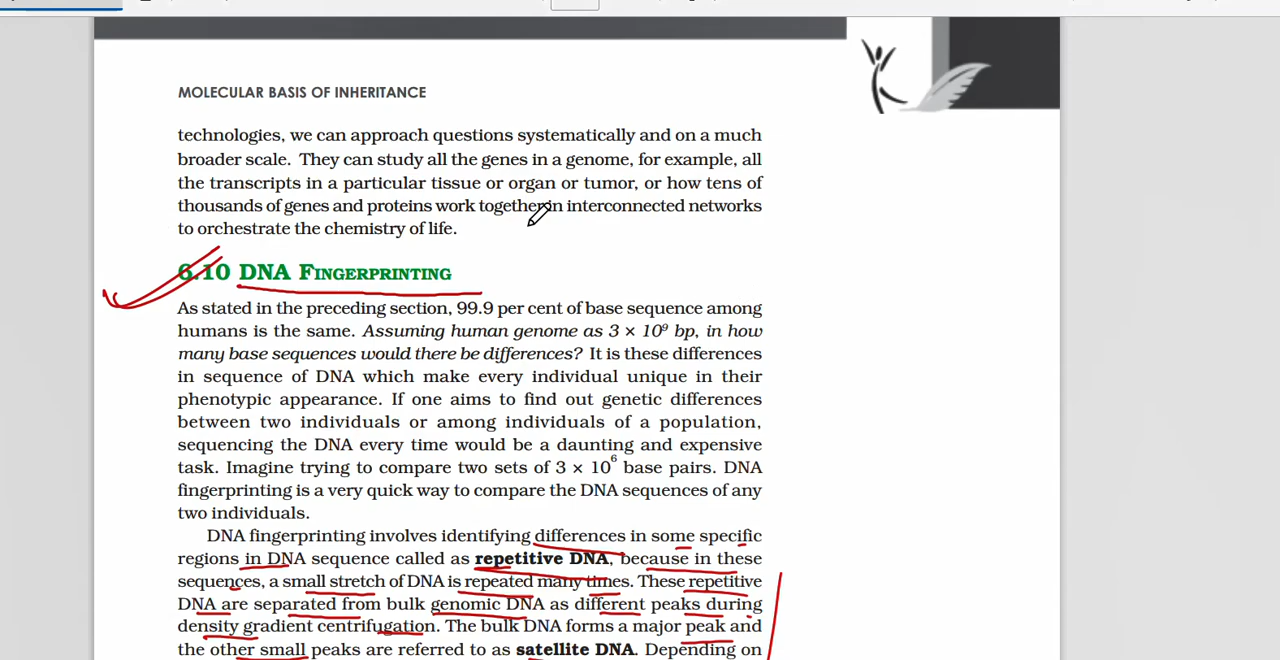 MOLECULAR BASIS OF INHERITANCE
technologies, we can approach questions systematically and on a much
broader scale. They can study all the genes in a genome, for example, all
the transcripts in a particular tissue or organ or tumor, or how tens of
thousands of genes and proteins work together in interconnected networks
to orchestrate the chemistry of life.
6.10 DNA FINGERPRINTING
As stated in the preceding section, 99.9 per cent of base sequence among
humans is the same. Assuming human genome as 3 × 10⁹ bp, in how
many base sequences would there be differences? It is these differences
in sequence of DNA which make every individual unique in their
phenotypic appearance. If one aims to find out genetic differences
between two individuals or among individuals of a population,
sequencing the DNA every time would be a daunting and expensive
task. Imagine trying to compare two sets of 3 × 10⁶ base pairs. DNA
fingerprinting is a very quick way to compare the DNA sequences of any
two individuals.
DNA fingerprinting involves identifying differences in some specific
regions in DNA sequence called as repetitive DNA, because in these
sequences, a small stretch of DNA is repeated many times. These repetitive
DNA are separated from bulk genomic DNA as different peaks during
density gradient centrifugation. The bulk DNA forms a major peak and
the other small peaks are referred to as satellite DNA. Depending on